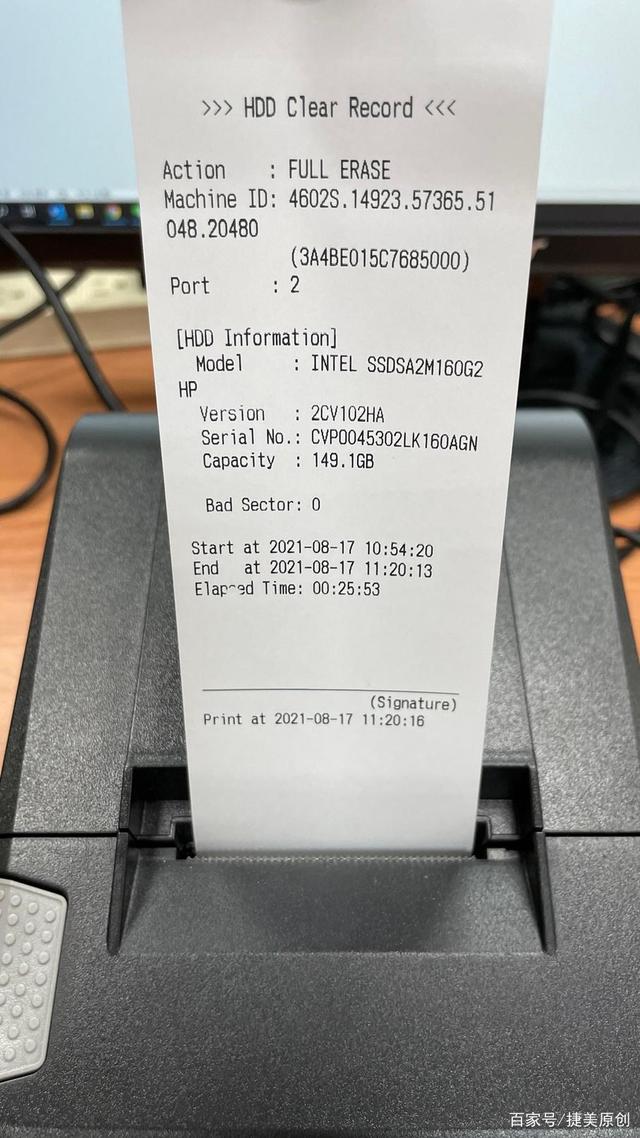 >>> HDD Clear Record <<<
Action : FULL ERASE
Machine ID: 4602S.14923.57365.51
048.20480
(3A4BE015C7685000)
Port : 2
[HDD Information]
Model : INTEL SSDSA2M160G2
HP
Version : 2CV102HA
Serial No.: CVPO045302LK160AGN
Capacity : 149.1GB
Bad Sector: 0
Start at 2021-08-17 10:54:20
End at 2021-08-17 11:20:13
Elapsed Time: 00:25:53
(Signature)
Print at 2021-08-17 11:20:16
百家号/捷美原创